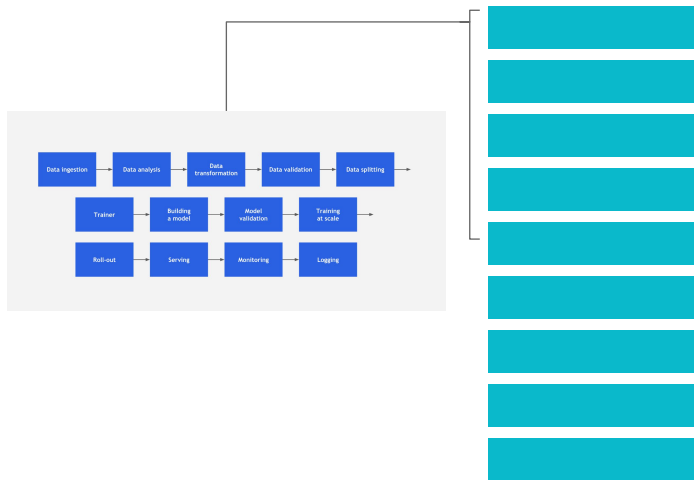 Data ingestion
Data analysis
Data
transformation
Data validation
Data splitting
Trainer
Building
a model
Model
validation
Training
at scale
Roll-out
Serving
Monitoring
Logging